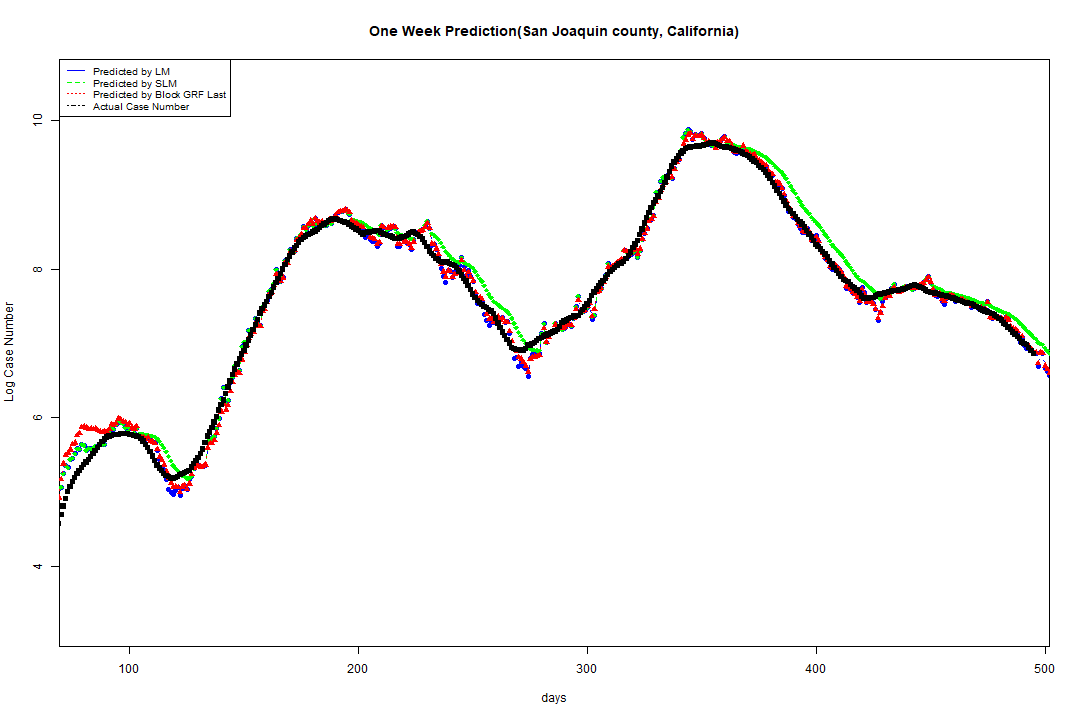 One Week Prediction(San Joaquin county, California)
Predicted by LM
Predicted by SLM
Predicted by Block GRF Last
Actual Case Number
10
8
6
4
Log Case Number
100 200 300 400 500
days